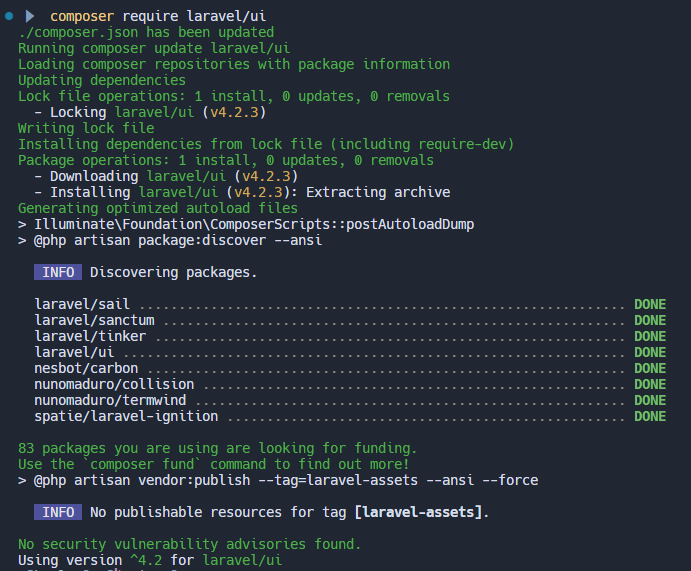 composer require laravel/ui
./composer.json has been updated
Running composer update laravel/ui
Loading composer repositories with package information
Updating dependencies
Lock file operations: 1 install, 0 updates, 0 removals
  - Locking laravel/ui (v4.2.3)
Writing lock file
Installing dependencies from lock file (including require-dev)
Package operations: 1 install, 0 updates, 0 removals
  - Downloading laravel/ui (v4.2.3)
  - Installing laravel/ui (v4.2.3): Extracting archive
Generating optimized autoload files
> Illuminate\Foundation\ComposerScripts::postAutoloadDump
> @php artisan package:discover --ansi
INFO Discovering packages.
laravel/sail ............................................................. DONE
laravel/sanctum .......................................................... DONE
laravel/tinker ........................................................... DONE
laravel/ui ............................................................... DONE
nesbot/carbon ............................................................ DONE
nunomaduro/collision ..................................................... DONE
nunomaduro/termwind ...................................................... DONE
spatie/laravel-ignition .................................................. DONE
83 packages you are using are looking for funding.
Use the `composer fund` command to find out more!
> @php artisan vendor:publish --tag=laravel-assets --ansi --force
INFO No publishable resources for tag [laravel-assets].
No security vulnerability advisories found.
Using version ^4.2 for laravel/ui